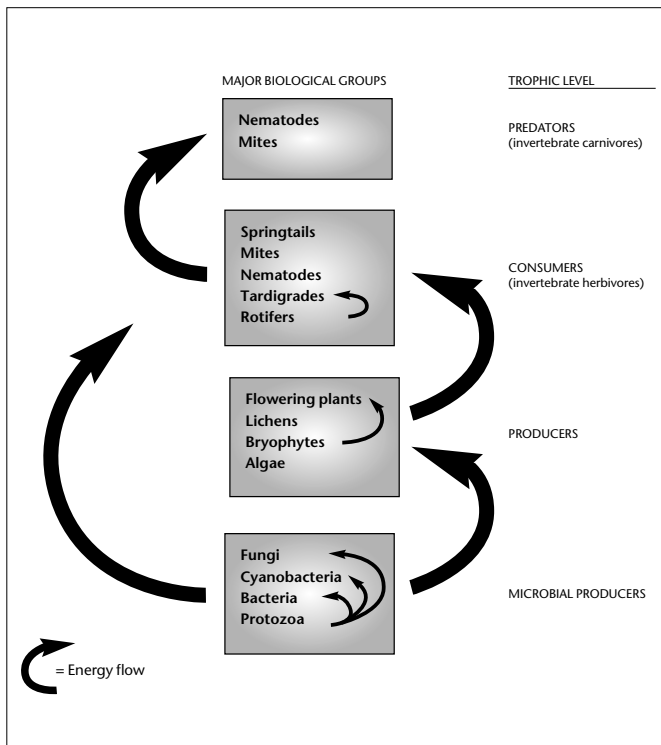 MAJOR BIOLOGICAL GROUPS
TROPHIC LEVEL
Nematodes
Mites
PREDATORS
(invertebrate carnivores)
Springtails
Mites
Nematodes
Tardigrades
Rotifers
CONSUMERS
(invertebrate herbivores)
Flowering plants
Lichens
Bryophytes
Algae
PRODUCERS
Fungi
Cyanobacteria
Bacteria
Protozoa
MICROBIAL PRODUCERS
= Energy flow